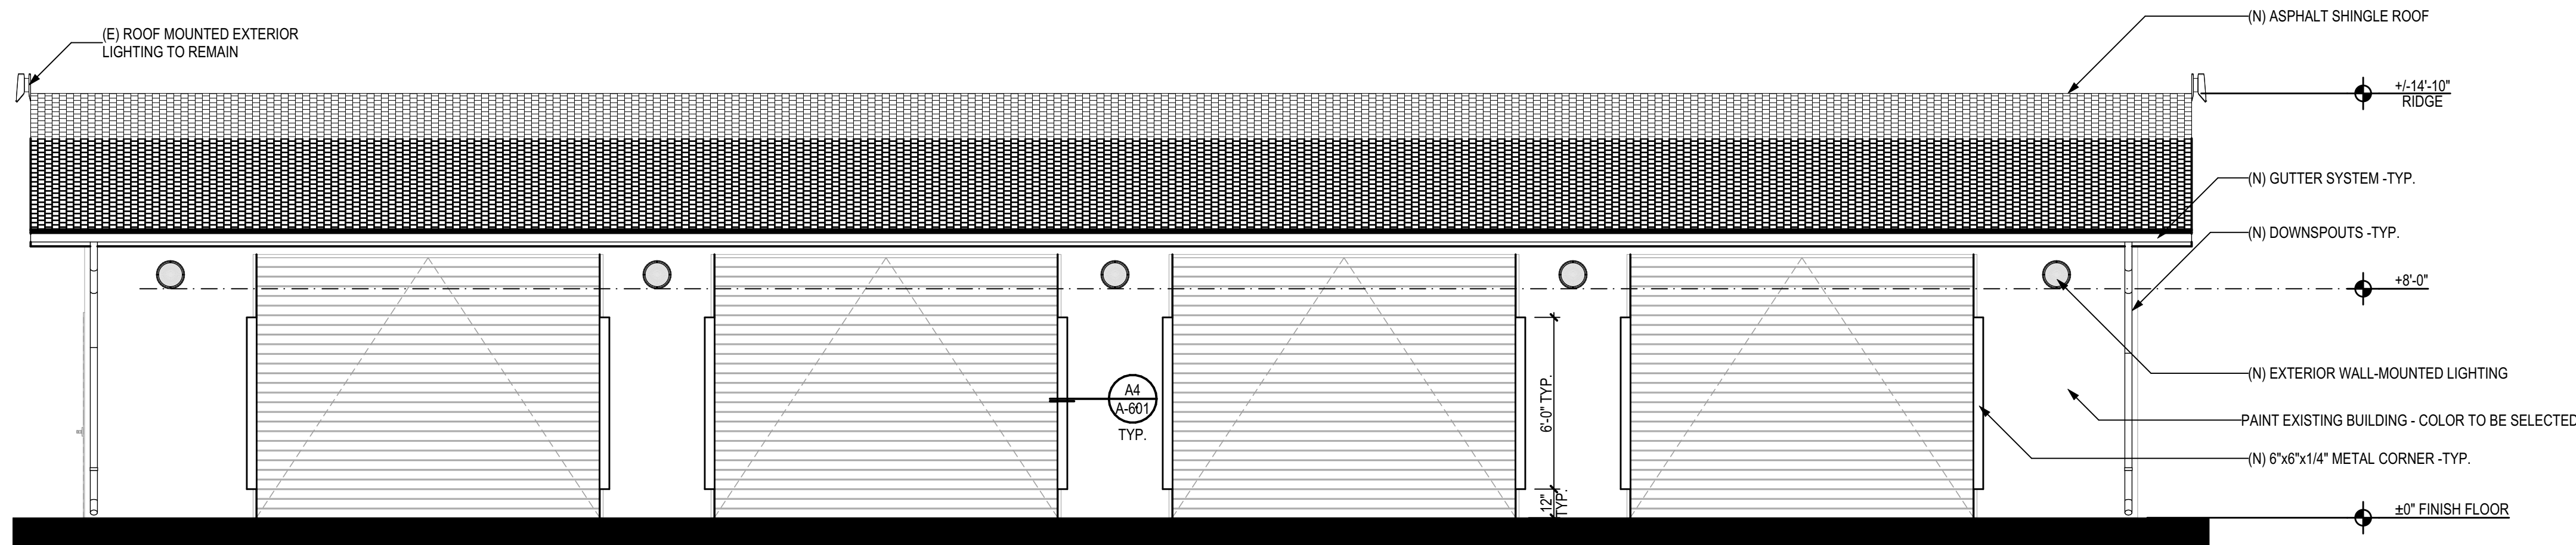 (E) ROOF MOUNTED EXTERIOR
LIGHTING TO REMAIN
(N) ASPHALT SHINGLE ROOF
+/-14'-10"
RIDGE
(N) GUTTER SYSTEM -TYP.
(N) DOWNSPOUTS -TYP.
+8'-0"
(N) EXTERIOR WALL-MOUNTED LIGHTING
A4
A-601
TYP.
6'-0" TYP.
PAINT EXISTING BUILDING - COLOR TO BE SELECTED
(N) 6"x6"x1/4" METAL CORNER -TYP.
12"
TYP.
±0" FINISH FLOOR